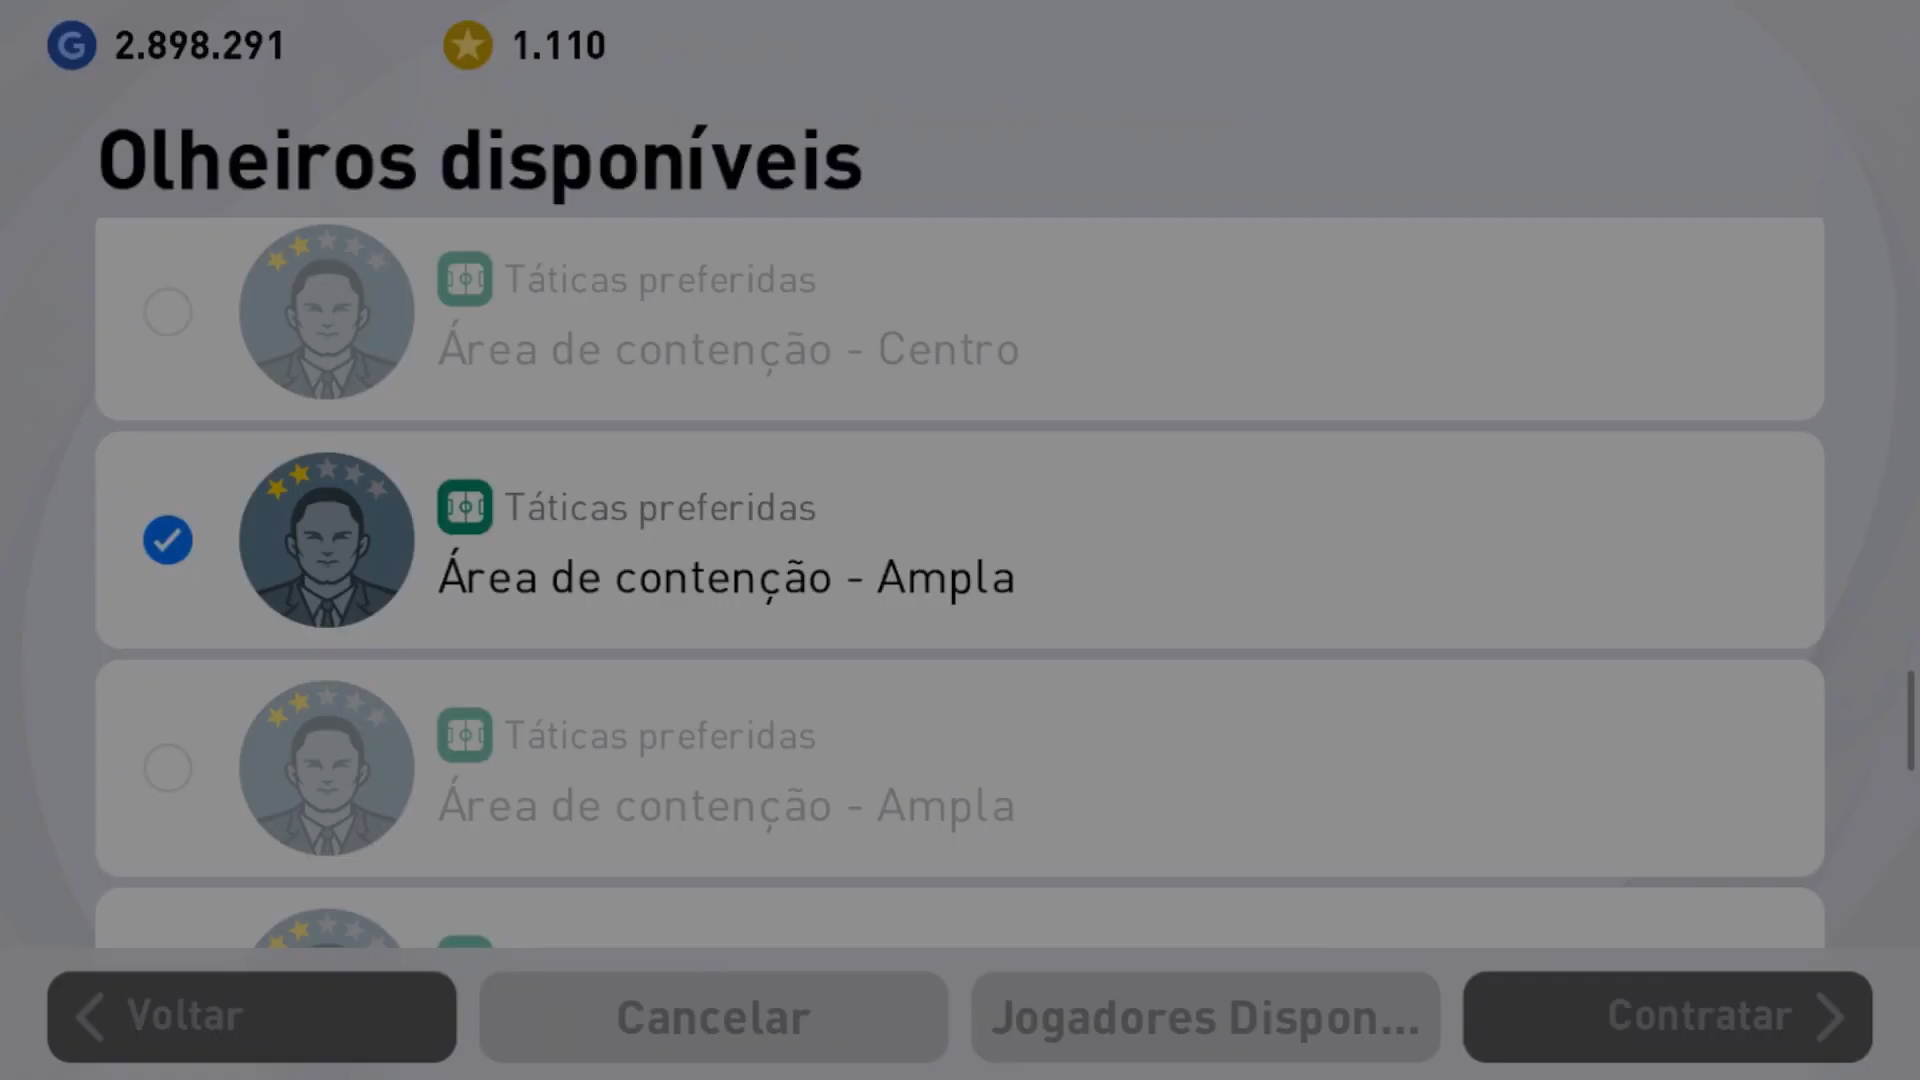 G 2.898.291 1.110
Olheiros disponíveis
Táticas preferidas
Área de contenção - Centro
Táticas preferidas
Área de contenção - Ampla
Táticas preferidas
Área de contenção - Ampla
Voltar Cancelar Jogadores Dispon... Contratar